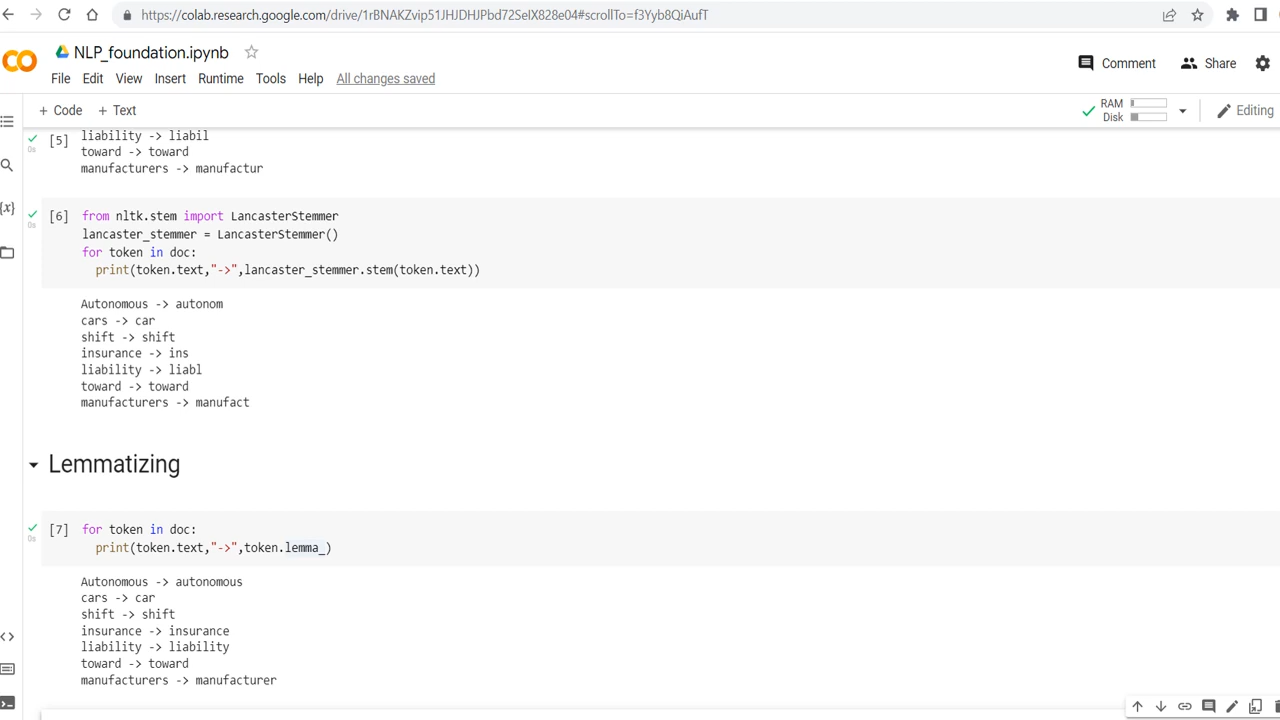 https://colab.research.google.com/drive/1rBNAKZvip51JHJDHJPbd72SelX828e04#scrollTo=f3Yyb8QiAufT
CO NLP_foundation.ipynb
File Edit View Insert Runtime Tools Help All changes saved
Comment Share
+ Code + Text
RAM
Disk
Editing
liability -> liabil
[5]
0s
toward -> toward
manufacturers -> manufactur
[6] from nltk.stem import LancasterStemmer
0s
lancaster_stemmer = LancasterStemmer()
for token in doc:
print(token.text,"->",lancaster_stemmer.stem(token.text))
Autonomous -> autonom
cars -> car
shift -> shift
insurance -> ins
liability -> liabl
toward -> toward
manufacturers -> manufact
Lemmatizing
[7] for token in doc:
0s
print(token.text,"->",token.lemma_)
Autonomous -> autonomous
cars -> car
shift -> shift
insurance -> insurance
liability -> liability
toward -> toward
manufacturers -> manufacturer